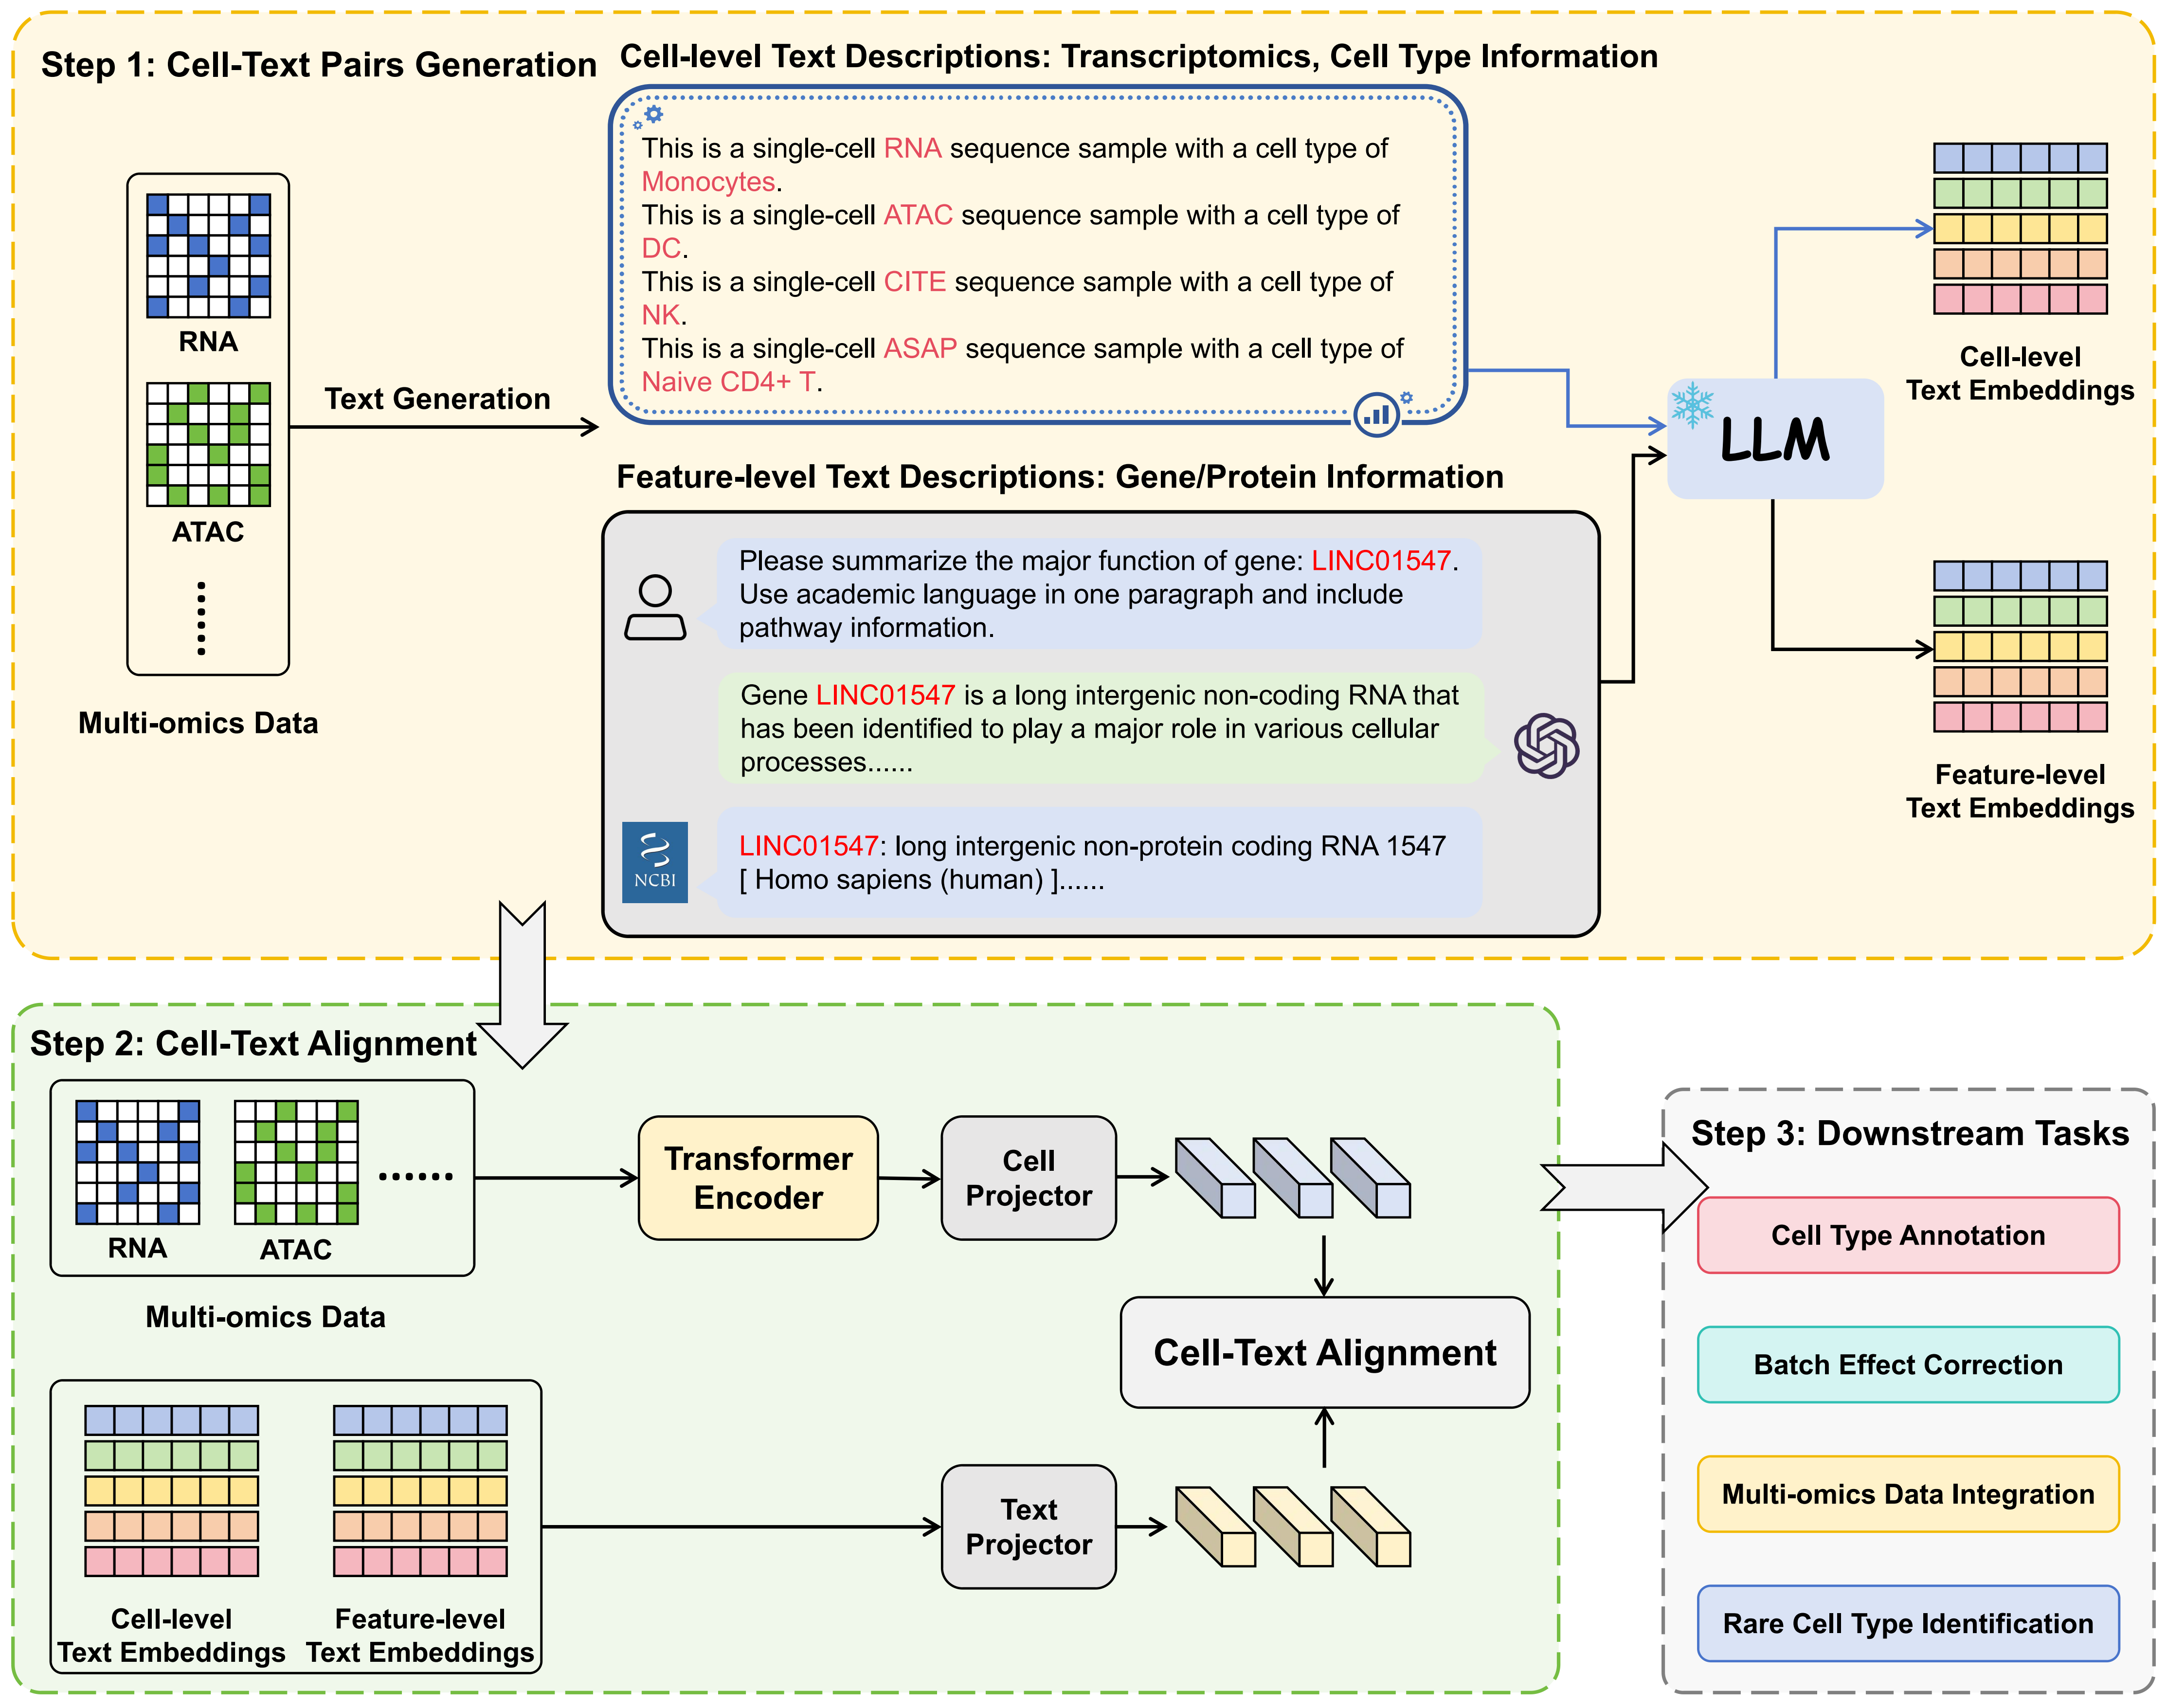 Step 1: Cell-Text Pairs Generation
Cell-level Text Descriptions: Transcriptomics, Cell Type Information
This is a single-cell RNA sequence sample with a cell type of
Monocytes.
This is a single-cell ATAC sequence sample with a cell type of
DC.
This is a single-cell CITE sequence sample with a cell type of
NK.
This is a single-cell ASAP sequence sample with a cell type of
Naive CD4+ T.
RNA
ATAC
Multi-omics Data
Text Generation
Feature-level Text Descriptions: Gene/Protein Information
Please summarize the major function of gene: LINC01547.
Use academic language in one paragraph and include
pathway information.
Gene LINC01547 is a long intergenic non-coding RNA that
has been identified to play a major role in various cellular
processes......
NCBI
LINC01547: long intergenic non-protein coding RNA 1547
[ Homo sapiens (human) ]......
LLM
Cell-level
Text Embeddings
Feature-level
Text Embeddings
Step 2: Cell-Text Alignment
RNA
ATAC
Multi-omics Data
Transformer
Encoder
Cell
Projector
Cell-Text Alignment
Cell-level
Text Embeddings
Feature-level
Text Embeddings
Text
Projector
Step 3: Downstream Tasks
Cell Type Annotation
Batch Effect Correction
Multi-omics Data Integration
Rare Cell Type Identification